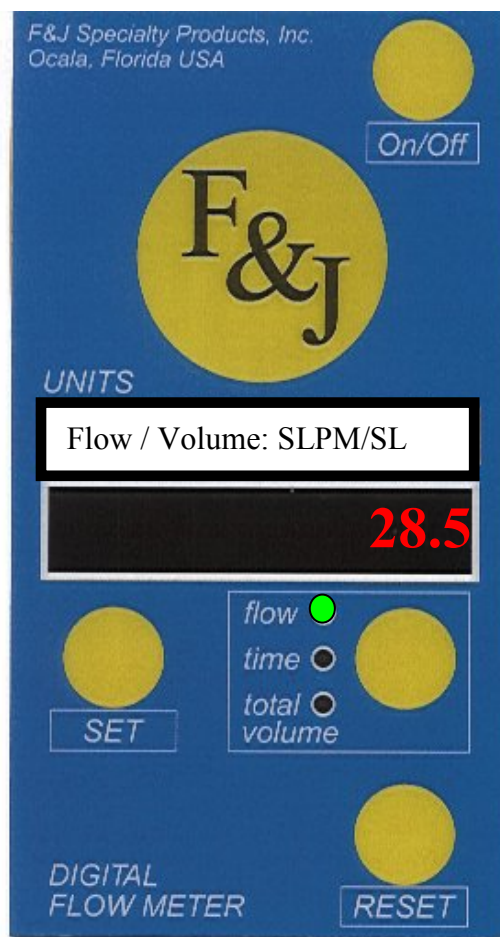 F&J Specialty Products, Inc.
Ocala, Florida USA
On/Off
F&J
UNITS
Flow / Volume: SLPM/SL
28.5
flow
time
total
volume
SET
DIGITAL
FLOW METER
RESET